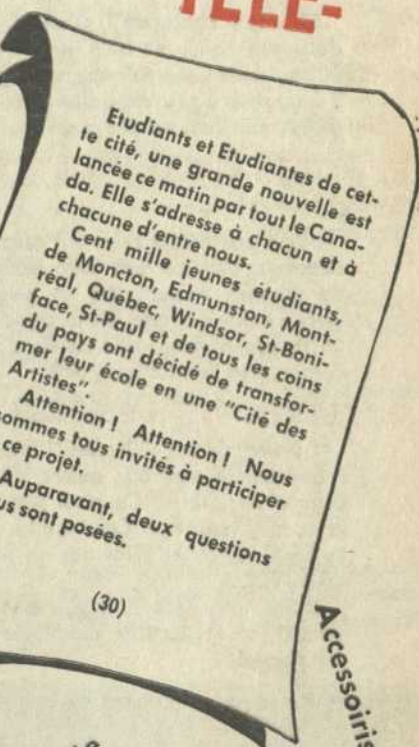 TÉLÉ-
Etudiants et Etudiantes de cet-
te cité, une grande nouvelle est
lancée ce matin par tout le Cana-
da. Elle s'adresse à chacun et à
chacune d'entre nous.
Cent mille jeunes étudiants,
de Moncton, Edmunston, Mont-
réal, Québec, Windsor, St-Boni-
face, St-Paul et de tous les coins
du pays ont décidé de transfor-
mer leur école en une "Cité des
Artistes".
Attention ! Attention ! Nous
sommes tous invités à participer
ce projet.
Auparavant, deux questions
us sont posées.
(30)
Accessoiris